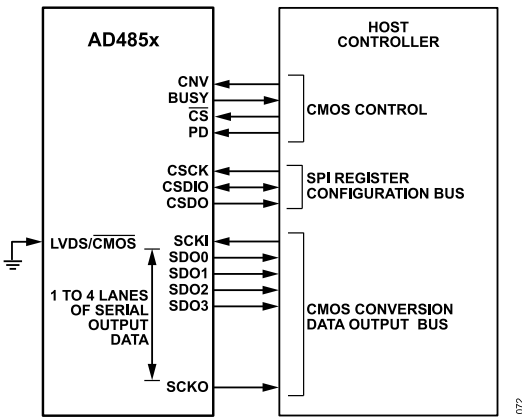 AD485x
HOST
CONTROLLER
CNV
BUSY
CS
PD
CMOS CONTROL
CSCK
CSDIO
CSDO
SPI REGISTER
CONFIGURATION BUS
LVDS/CMOS
SCKI
SDO0
SDO1
SDO2
SDO3
1 TO 4 LANES
OF SERIAL
OUTPUT
DATA
CMOS CONVERSION
DATA OUTPUT BUS
SCKO
072